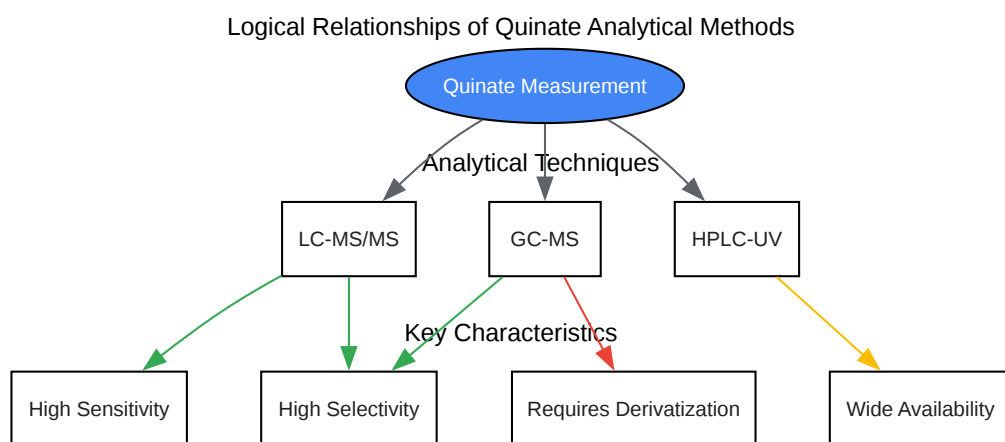 Logical Relationships of Quinate Analytical Methods
Quinate Measurement
Analytical Techniques
LC-MS/MS
GC-MS
HPLC-UV
Key Characteristics
High Sensitivity
High Selectivity
Requires Derivatization
Wide Availability